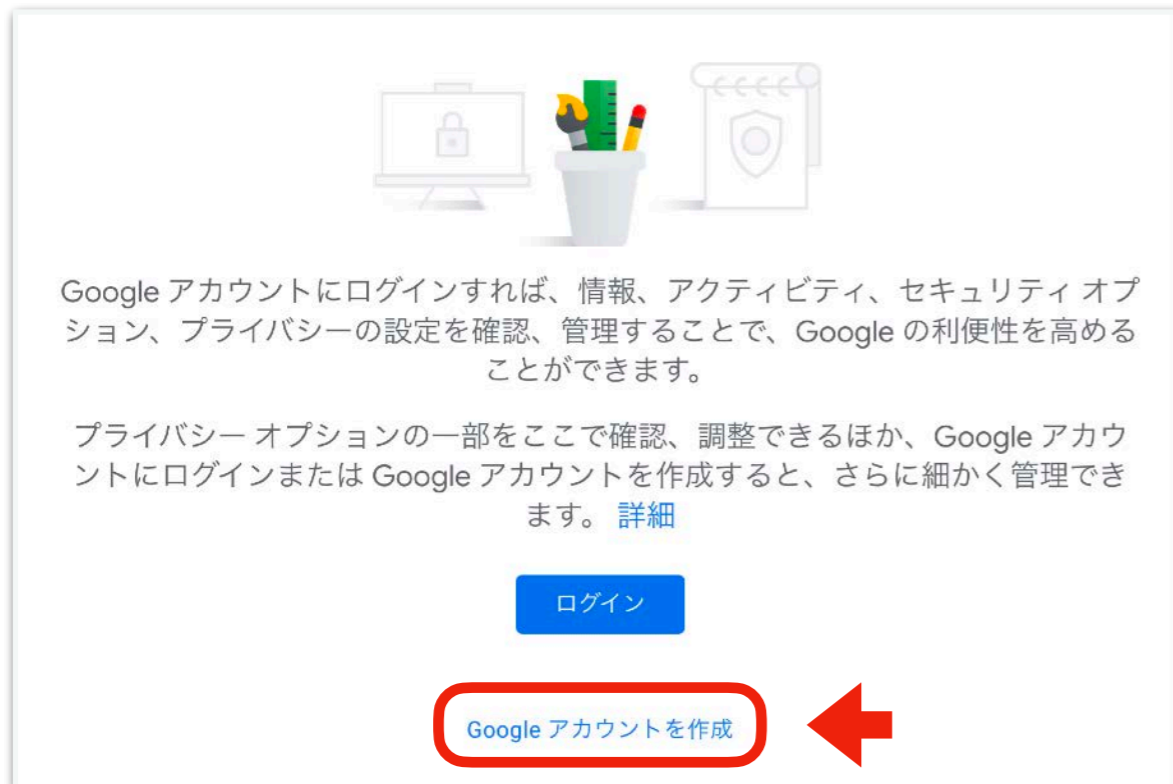 Google アカウントにログインすれば、情報、アクティビティ、セキュリティ オプ
ション、プライバシーの設定を確認、管理することで、Google の利便性を高める
ことができます。
プライバシー オプションの一部をここで確認、調整できるほか、Google アカウ
ントにログインまたは Google アカウントを作成すると、さらに細かく管理でき
ます。 詳細
ログイン
Google アカウントを作成